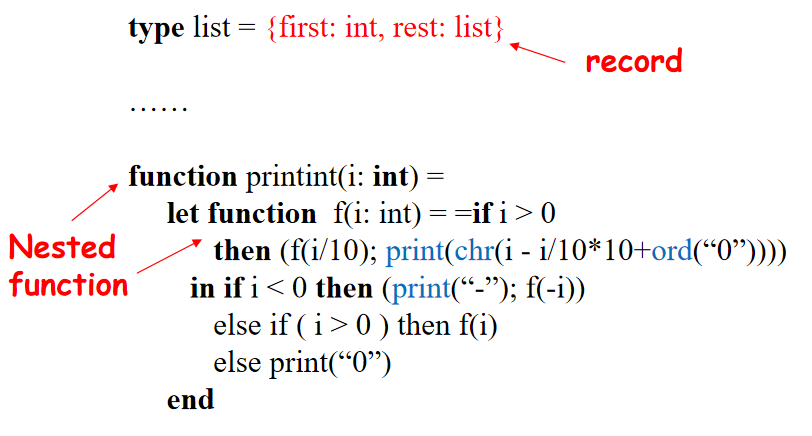 type list = {first: int, rest: list}
record
……
function printint(i: int) =
let function f(i: int) = =if i > 0
Nested
function
then (f(i/10); print(chr(i - i/10*10+ord(“0”))))
in if i < 0 then (print(“-”); f(-i))
else if ( i > 0 ) then f(i)
else print(“0”)
end